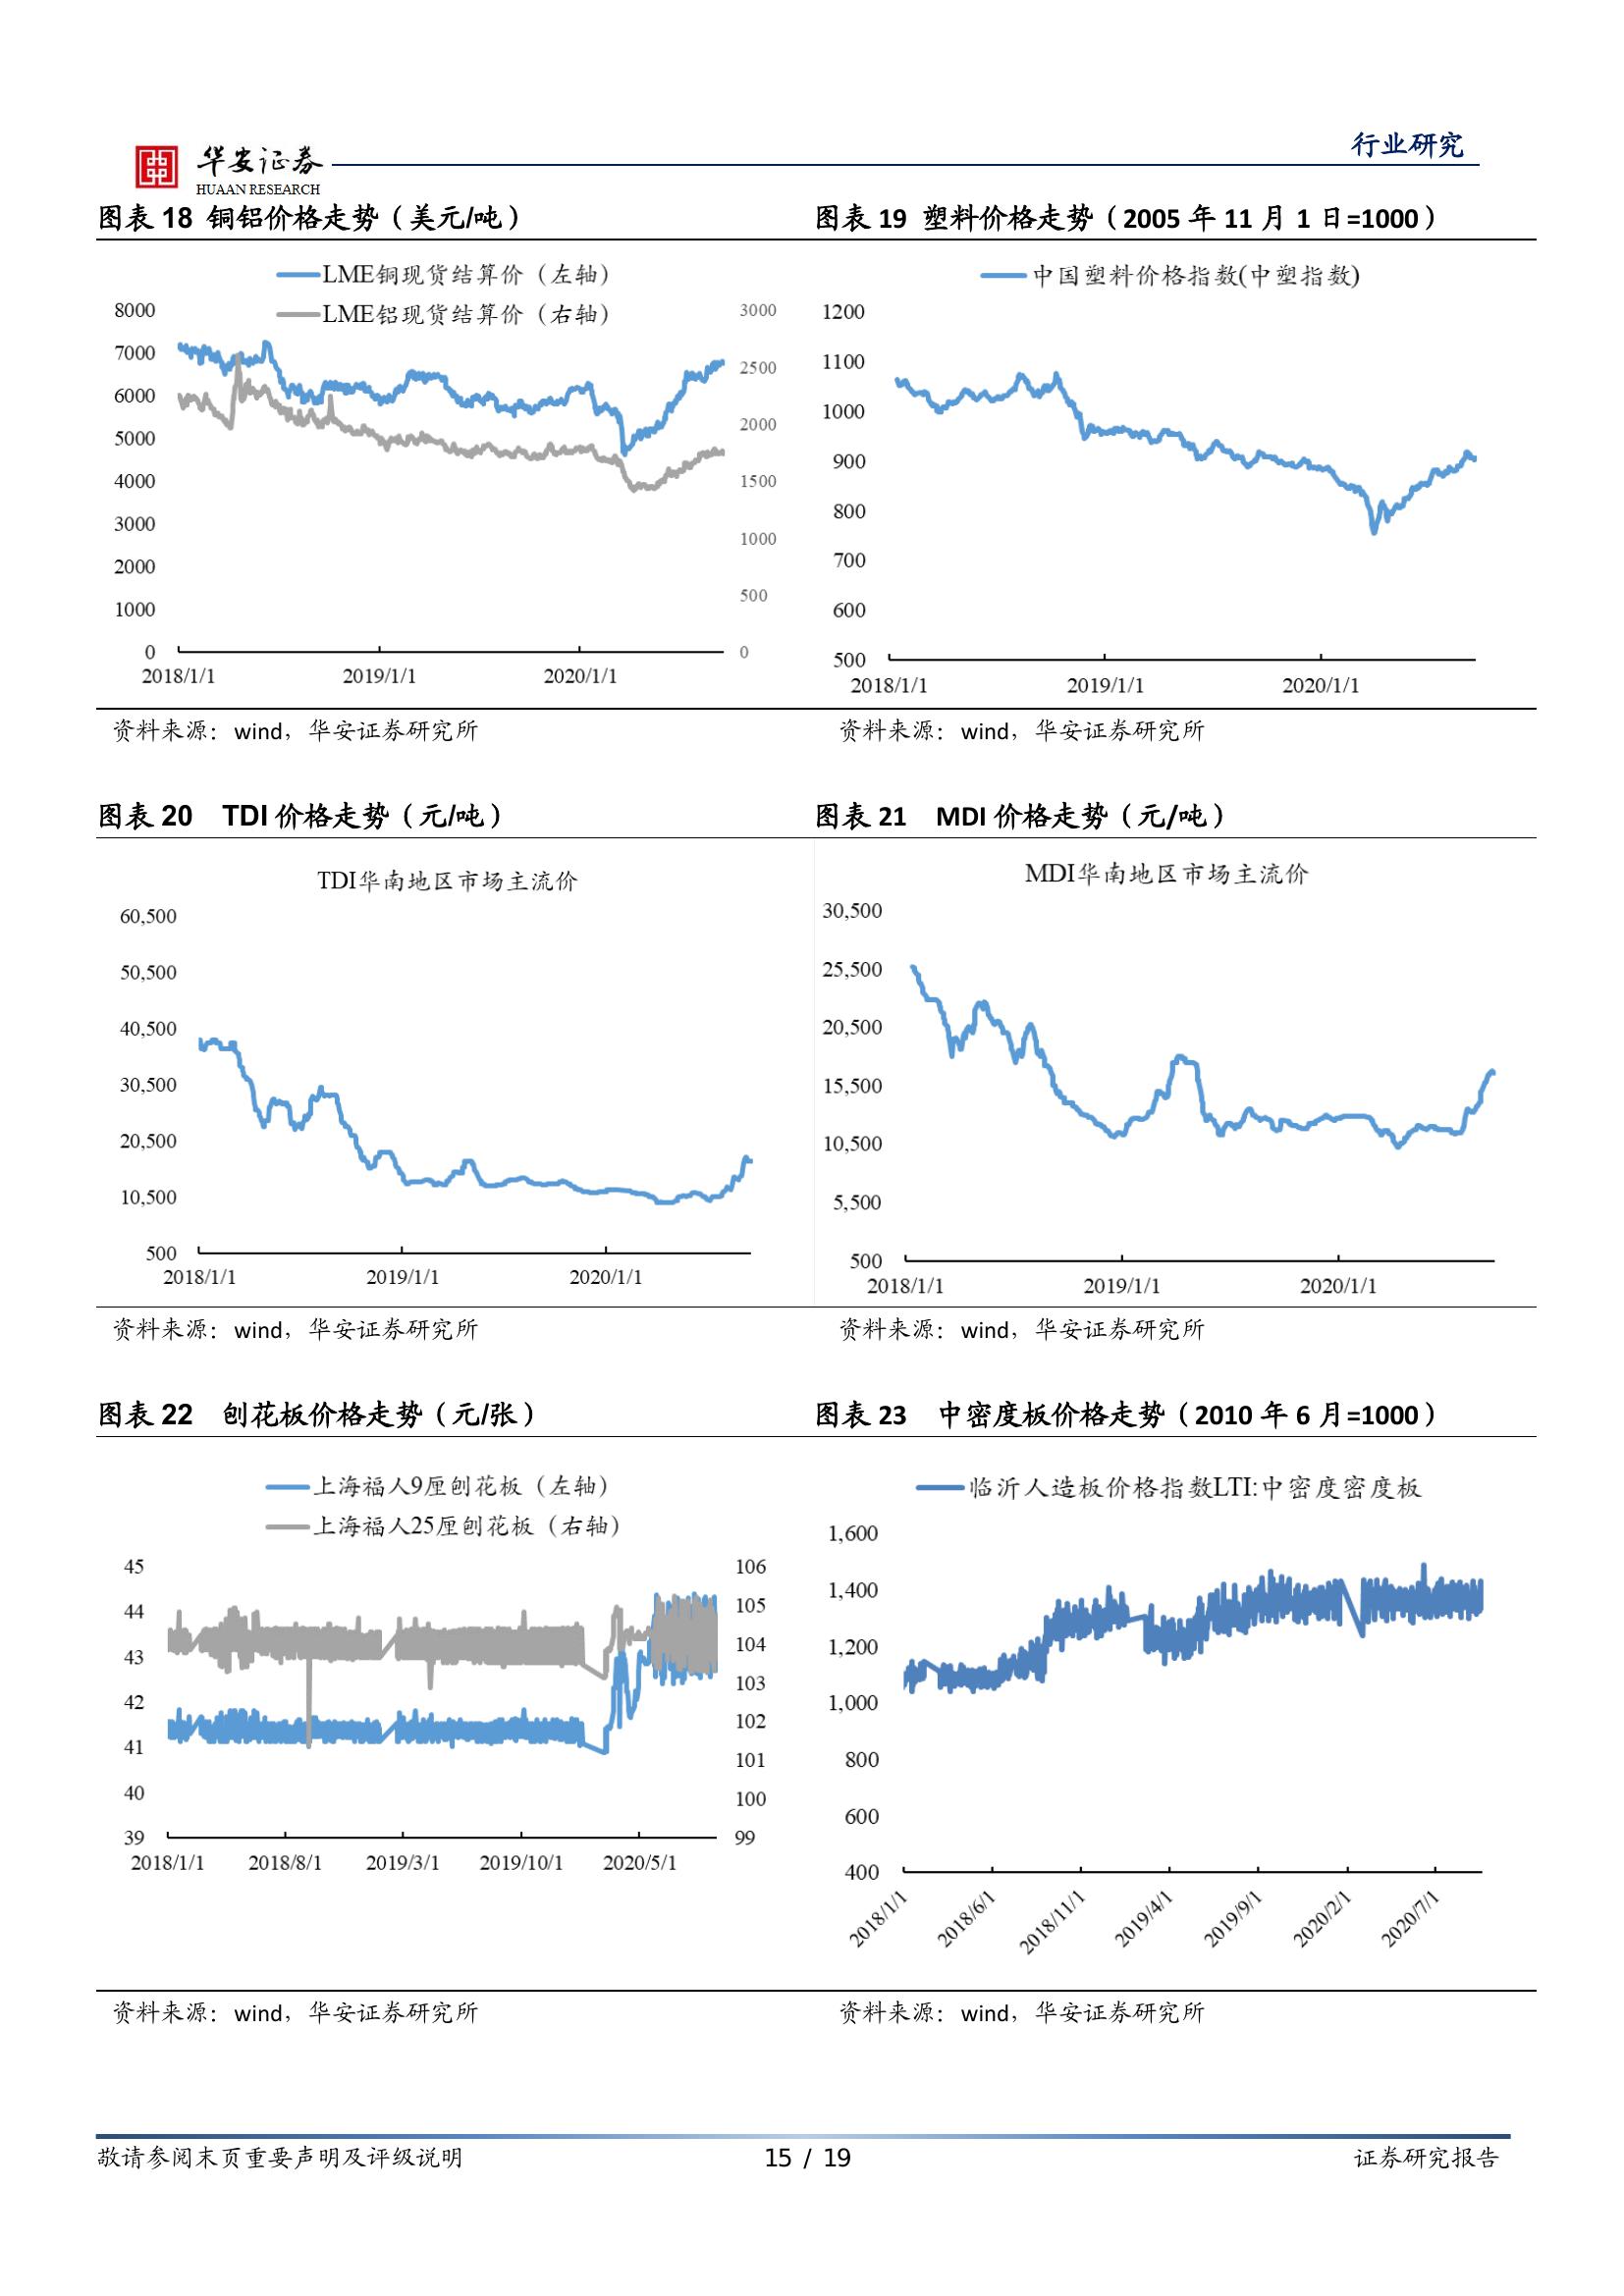 行业研究
华安证券
HUAAN RESEARCH
图表 18 铜铝价格走势（美元/吨）
LME铜现货结算价（左轴）
LME铝现货结算价（右轴）
8000
7000
6000
5000
4000
3000
2000
1000
0
3000
2500
2000
1500
1000
500
0
2018/1/1 2019/1/1 2020/1/1
资料来源：wind，华安证券研究所
图表 19 塑料价格走势（2005 年 11 月 1 日=1000）
中国塑料价格指数(中塑指数)
1200
1100
1000
900
800
700
600
500
2018/1/1 2019/1/1 2020/1/1
资料来源：wind，华安证券研究所
图表 20 TDI 价格走势（元/吨）
TDI华南地区市场主流价
60,500
50,500
40,500
30,500
20,500
10,500
500
2018/1/1 2019/1/1 2020/1/1
资料来源：wind，华安证券研究所
图表 21 MDI 价格走势（元/吨）
MDI华南地区市场主流价
30,500
25,500
20,500
15,500
10,500
5,500
500
2018/1/1 2019/1/1 2020/1/1
资料来源：wind，华安证券研究所
图表 22 刨花板价格走势（元/张）
上海福人9厘刨花板（左轴）
上海福人25厘刨花板（右轴）
45
44
43
42
41
40
39
106
105
104
103
102
101
100
99
2018/1/1 2018/8/1 2019/3/1 2019/10/1 2020/5/1
资料来源：wind，华安证券研究所
图表 23 中密度板价格走势（2010 年 6 月=1000）
临沂人造板价格指数LTI:中密度密度板
1,600
1,400
1,200
1,000
800
600
400
2018/1/1 2018/6/1 2018/11/1 2019/4/1 2019/9/1 2020/2/1 2020/7/1
资料来源：wind，华安证券研究所
敬请参阅末页重要声明及评级说明 15 / 19 证券研究报告